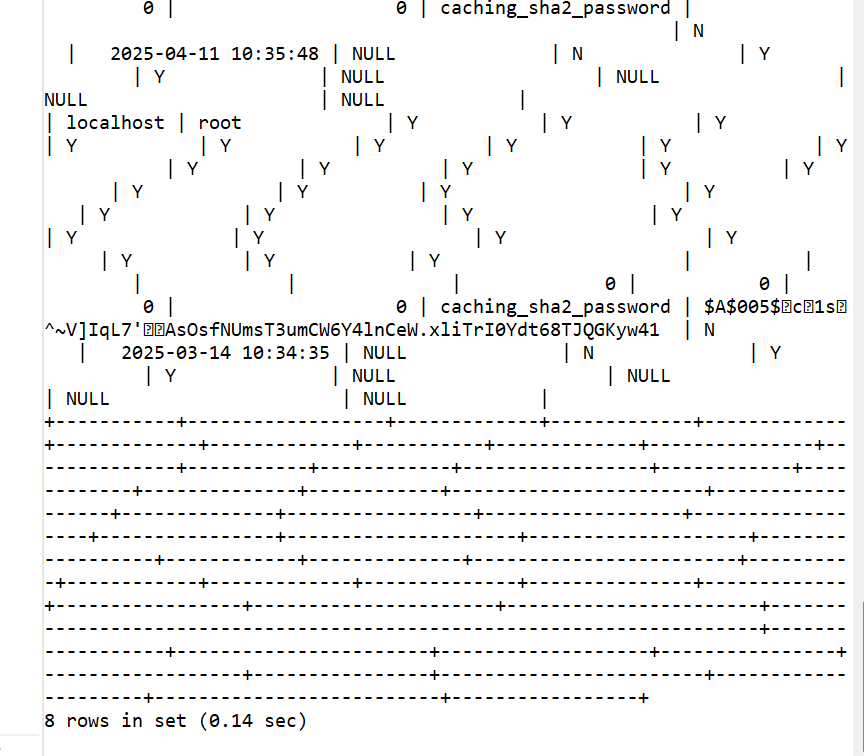 0 |                      0 | caching_sha2_password |
                                                          | N
  |   2025-04-11 10:35:48 | NULL              | N              | Y
        | Y              | NULL                   | NULL                |
NULL                     | NULL            |
| localhost | root             | Y           | Y           | Y
| Y           | Y           | Y         | Y           | Y             | Y
           | Y         | Y          | Y               | Y          | Y
      | Y            | Y          | Y                     | Y
   | Y            | Y                | Y                | Y
| Y              | Y                   | Y                  | Y
     | Y          | Y            | Y                      |          |
        |             |              |             0 |           0 |
         0 |                    0 | caching_sha2_password | $A$005$c1s
^~V]IqL7'AsOsfNUmsT3umCW6Y4lnCeW.xliTrI0Ydt68TJQGKyw41  | N
   |   2025-03-14 10:34:35 | NULL              | N              | Y
         | Y              | NULL                   | NULL
| NULL                     | NULL            |
+-----------+------------------+-------------+-------------+-------------
+-------------+-------------+-----------+-------------+---------------+--
------------+-----------+------------+-----------------+------------+----
--------+--------------+------------+-----------------------+------------
------+--------------+-----------------+------------------+--------------
----+----------------+---------------------+--------------------+--------
----------+------------+--------------+------------------------+---------
-+------------+-------------+--------------+---------------+-------------
+-----------------+----------------------+-----------------------+-------
-----------------------------------------------------------------+-------
-----------+-----------------------+-------------------+----------------+
------------------+----------------+------------------------+------------
---------+--------------------------+-----------------+
8 rows in set (0.14 sec)